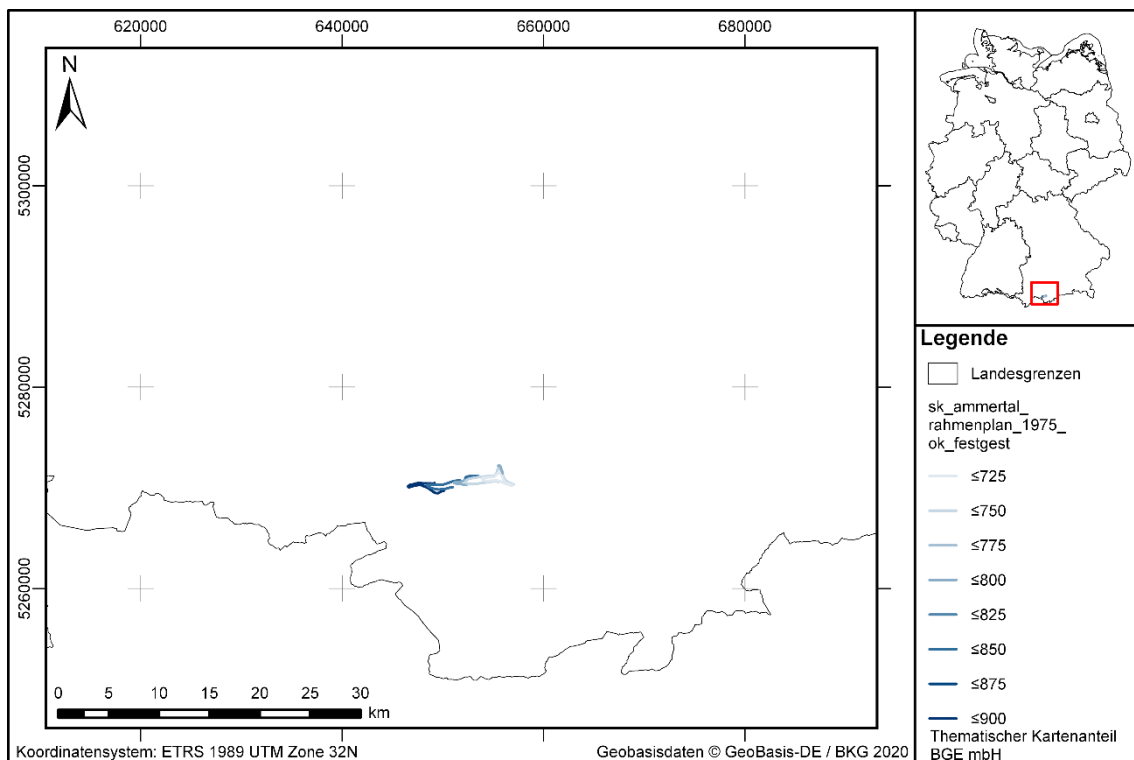 620000 640000 660000 680000
N
5300000
5280000
5260000
0 5 10 15 20 25 30
km
Koordinatensystem: ETRS 1989 UTM Zone 32N
Geobasisdaten © GeoBasis-DE / BKG 2020
Legende
Landesgrenzen
sk_ammertal_
rahmenplan_1975_
ok_festgest
≤725
≤750
≤775
≤800
≤825
≤850
≤875
≤900
Thematischer Kartenanteil
BGE mbH